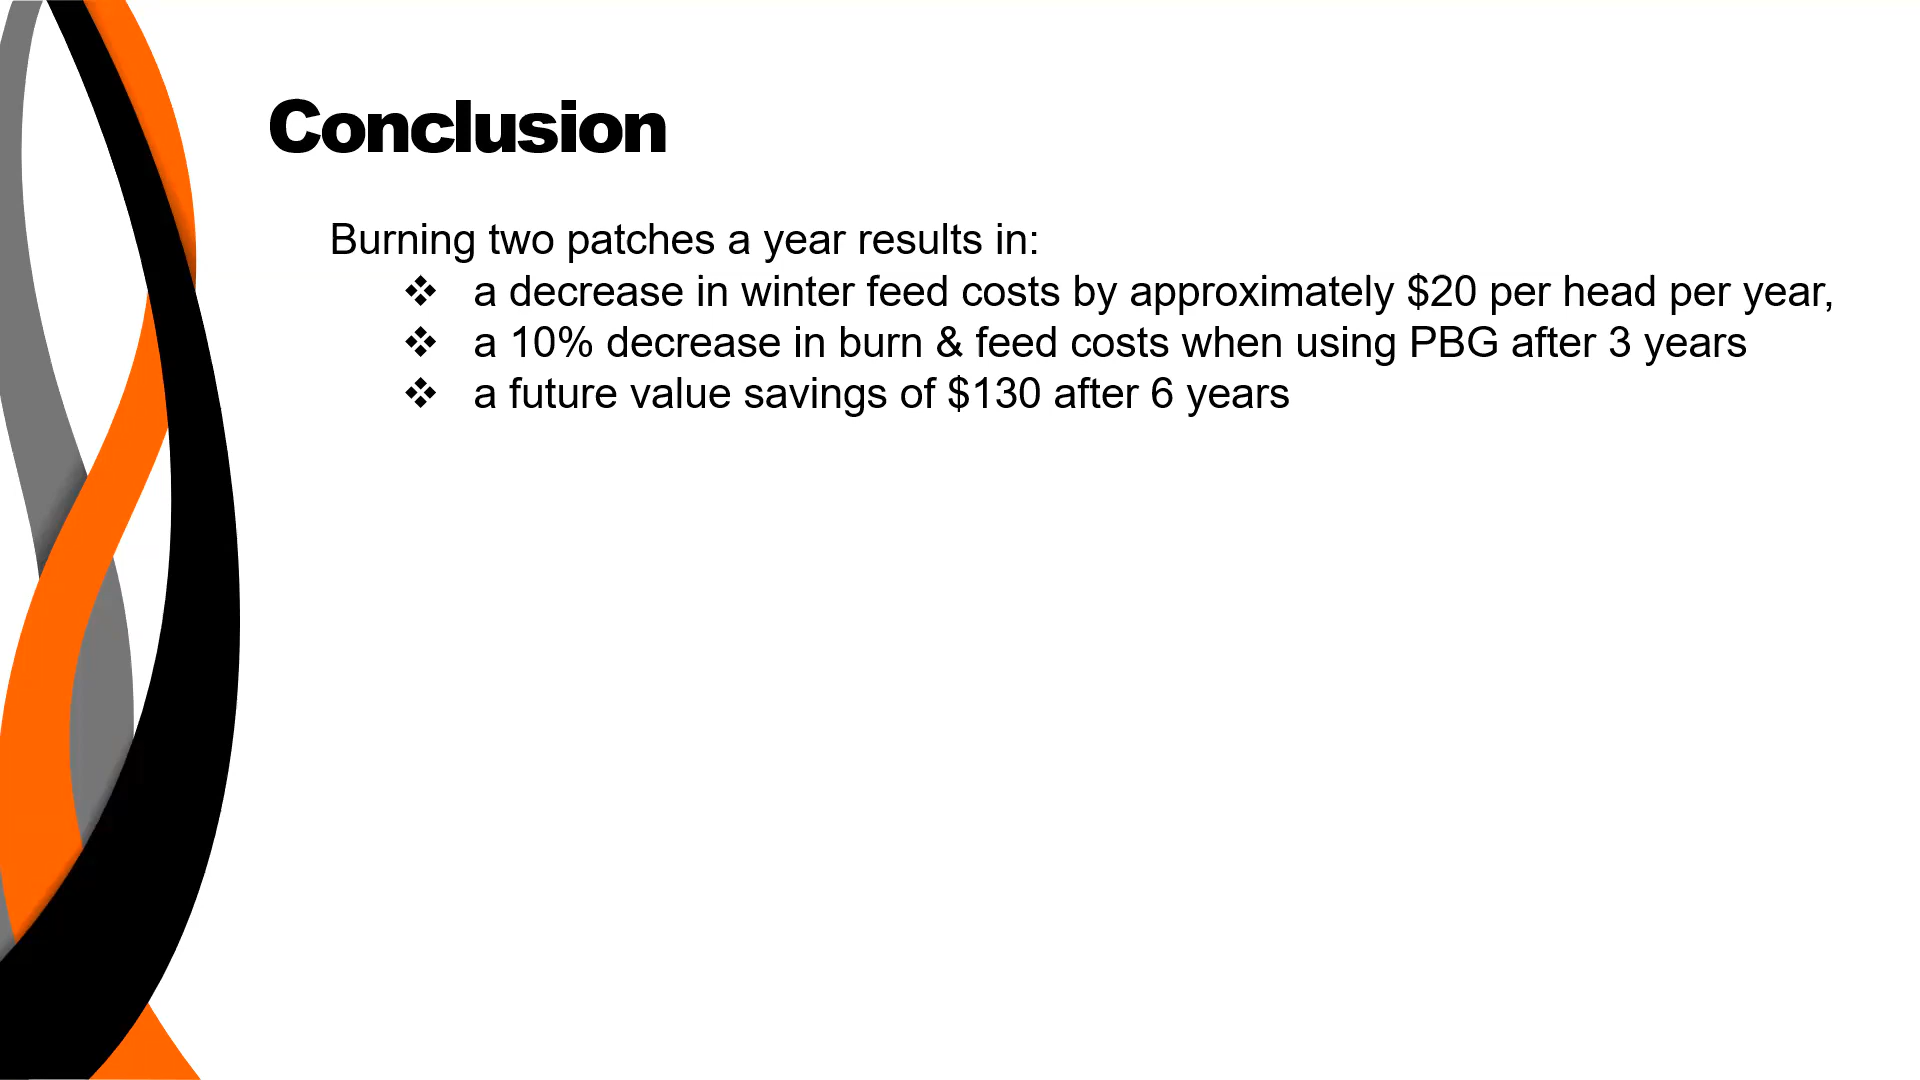 Conclusion
Burning two patches a year results in:
❖ a decrease in winter feed costs by approximately $20 per head per year,
❖ a 10% decrease in burn & feed costs when using PBG after 3 years
❖ a future value savings of $130 after 6 years